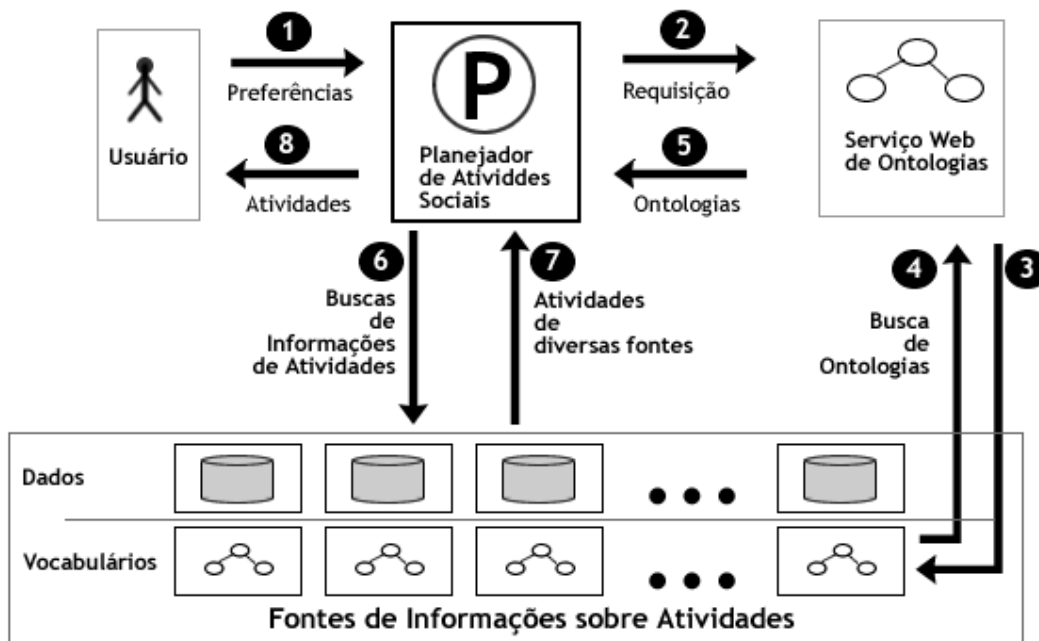 1
2
Preferências
Requisição
P
Usuário
Planejador
de Atividdes
Sociais
Serviço Web
de Ontologias
8
5
Atividades
Ontologias
6
Buscas
de
Informações
de Atividades
7
Atividades
de
diversas fontes
4
3
Busca
de
Ontologias
Dados
Vocabulários
Fontes de Informações sobre Atividades